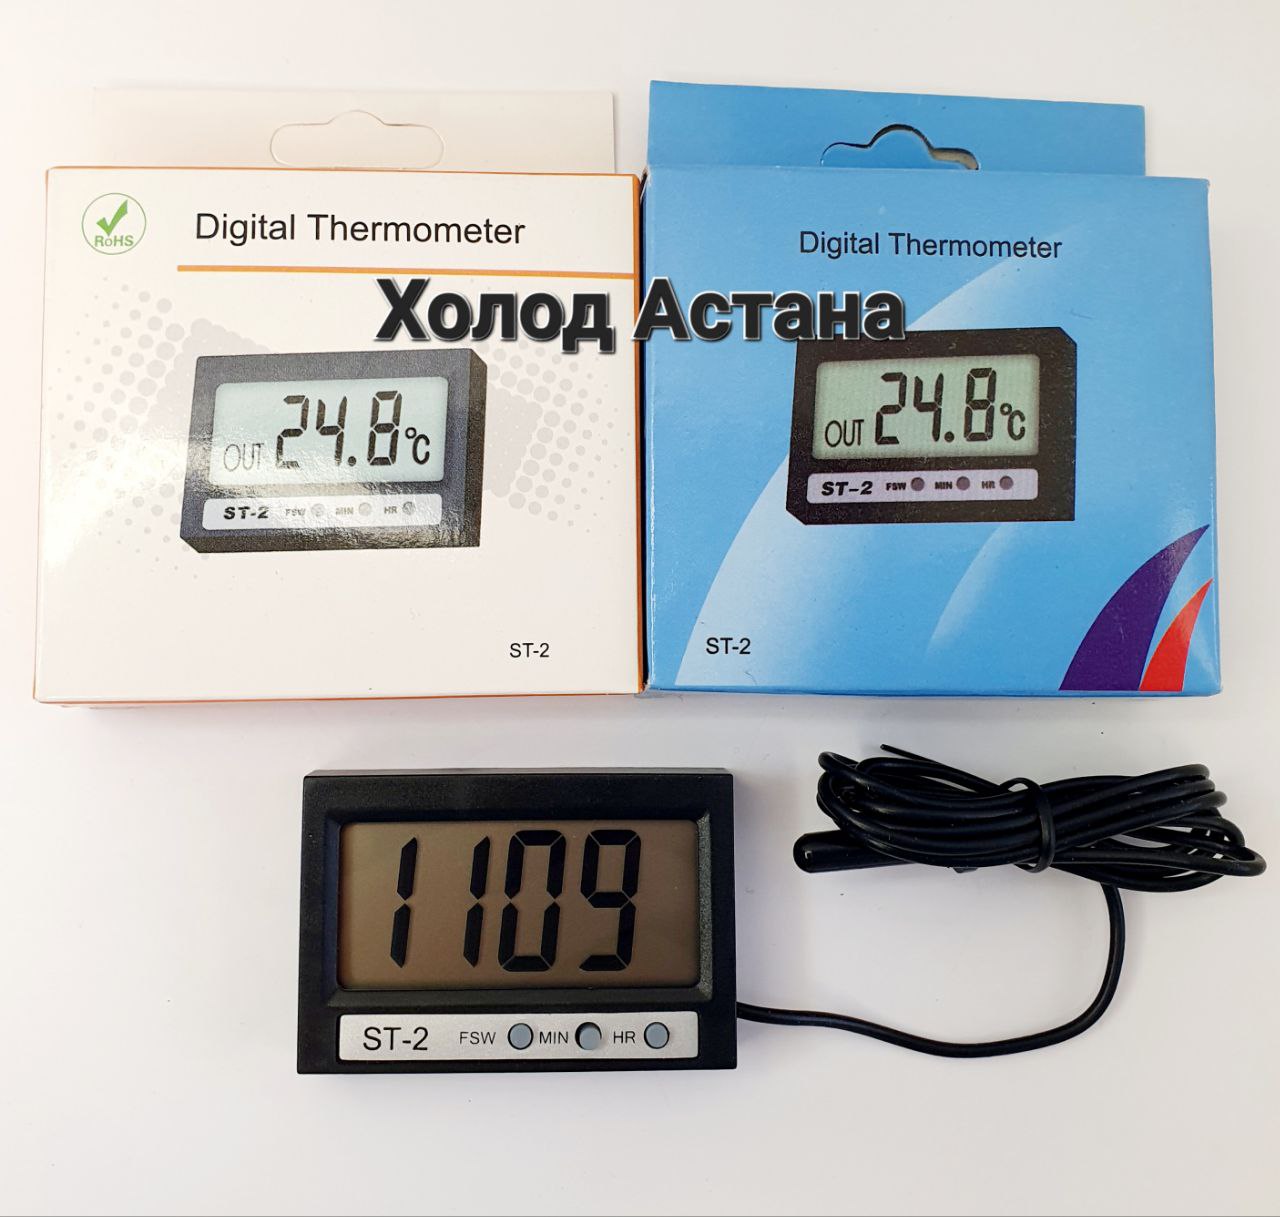 RoHS
Digital Thermometer
Digital Thermometer
Холод Астана
OUT 24.8°C
ST-2 FSW MIN HR
OUT 24.8°C
ST-2 FSW MIN HR
ST-2
ST-2
1109
ST-2 FSW MIN HR